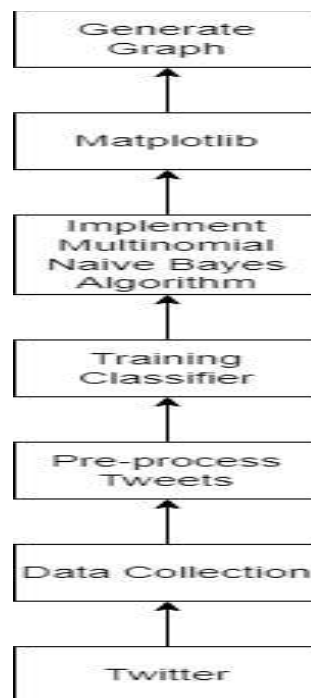 Generate
Graph
Matplotlib
Implement
Multinomial
Naive Bayes
Algorithm
Training
Classifier
Pre-process
Tweets
Data Collection
Twitter